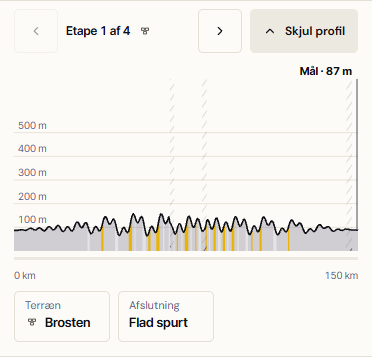 Etape 1 af 4
Skjul profil
Mål · 87 m
500 m
400 m
300 m
200 m
100 m
0 km
150 km
Terræn
Brosten
Afslutning
Flad spurt